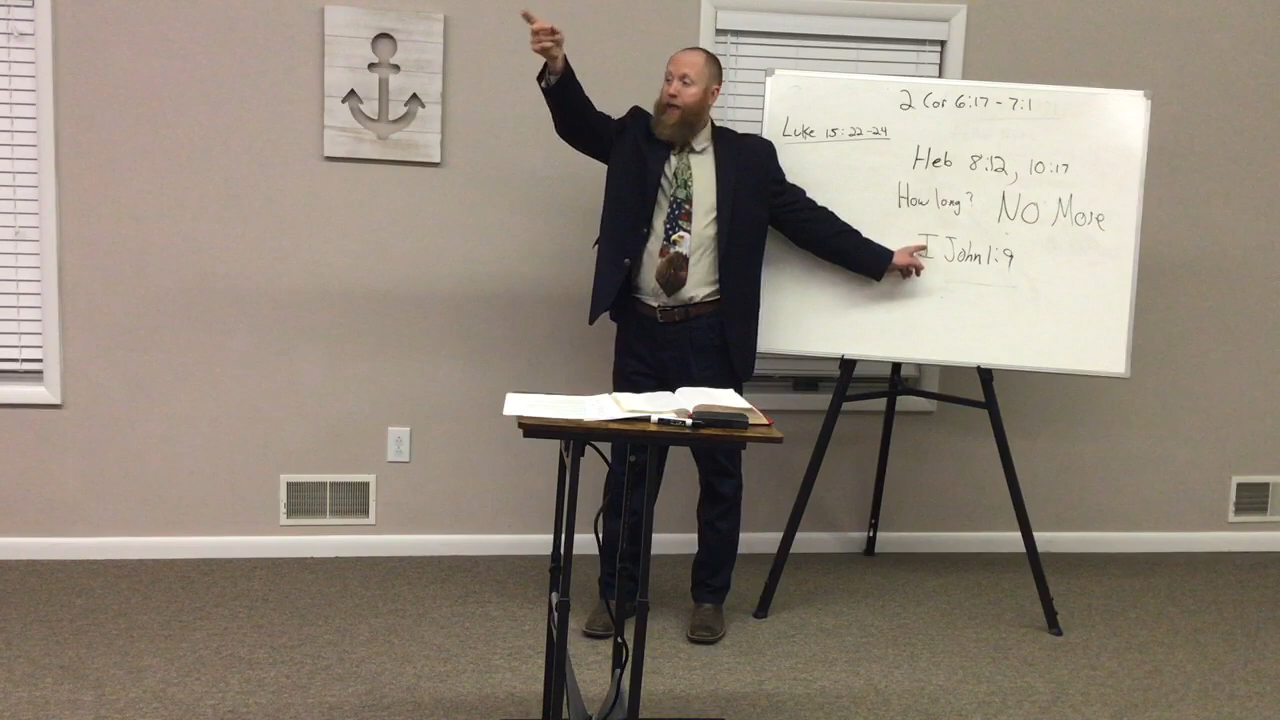 2 Cor 6:17 - 7:1
Luke 15:22-24
Heb 8:12, 10:17
How long? NO More
I John 1:9